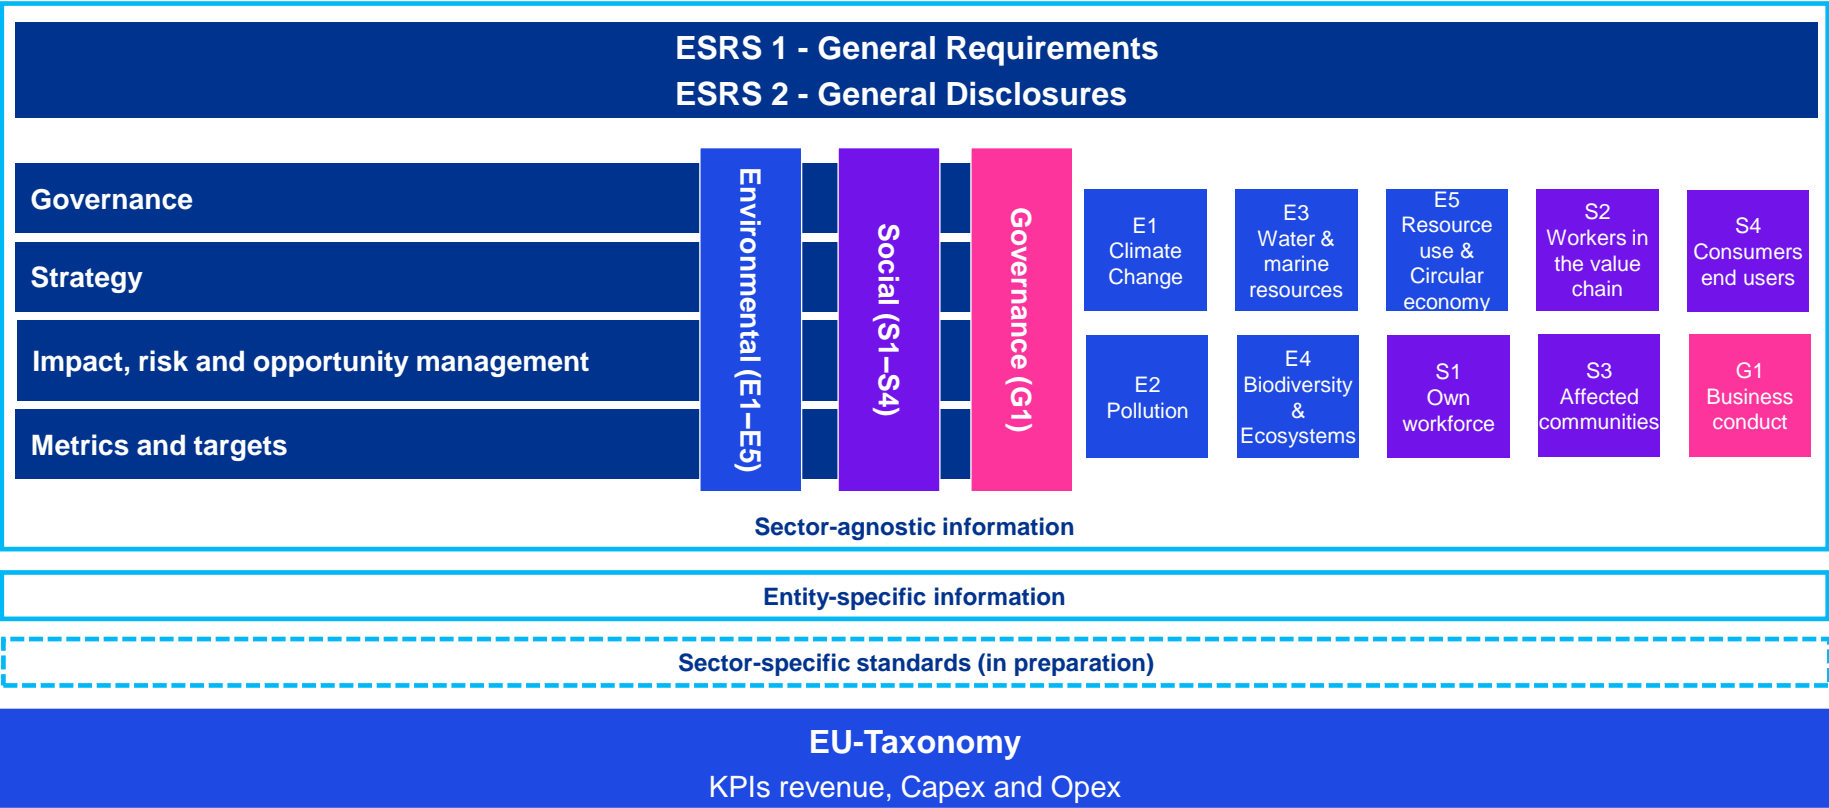 ESRS 1 - General Requirements
ESRS 2 - General Disclosures
Governance
Strategy
Impact, risk and opportunity management
Metrics and targets
Environmental (E1–E5)
Social (S1–S4)
Governance (G1)
E1
Climate
Change
E3
Water &
marine
resources
E5
Resource
use &
Circular
economy
S2
Workers in
the value
chain
S4
Consumers
end users
E2
Pollution
E4
Biodiversity
&
Ecosystems
S1
Own
workforce
S3
Affected
communities
G1
Business
conduct
Sector-agnostic information
Entity-specific information
Sector-specific standards (in preparation)
EU-Taxonomy
KPIs revenue, Capex and Opex